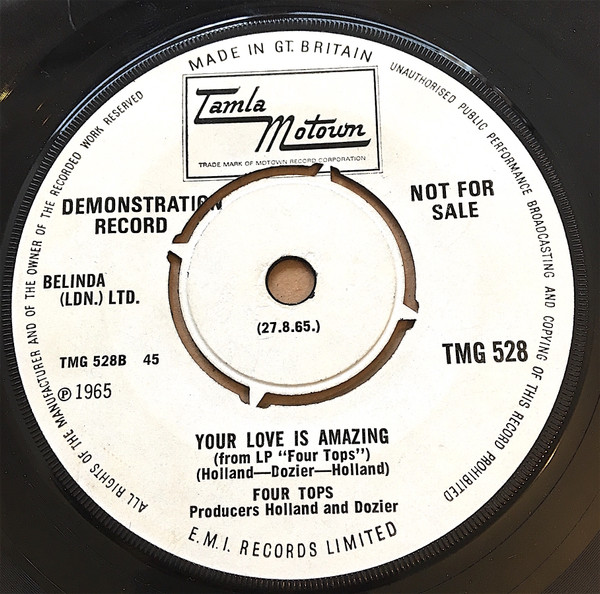 MADE IN GT. BRITAIN
Tamla
Motown
TRADE MARK OF MOTOWN RECORD CORPORATION
UNAUTHORISED PUBLIC PERFORMANCE BROADCASTING AND COPYING OF THIS RECORD PROHIBITED
ALL RIGHTS OF THE MANUFACTURER AND OF THE OWNER OF THE RECORDED WORK RESERVED
DEMONSTRATION
RECORD
NOT FOR
SALE
BELINDA
(LDN.) LTD.
(27.8.65.)
TMG 528B 45
TMG 528
℗ 1965
YOUR LOVE IS AMAZING
(from LP "Four Tops")
(Holland—Dozier—Holland)
FOUR TOPS
Producers Holland and Dozier
E.M.I. RECORDS LIMITED